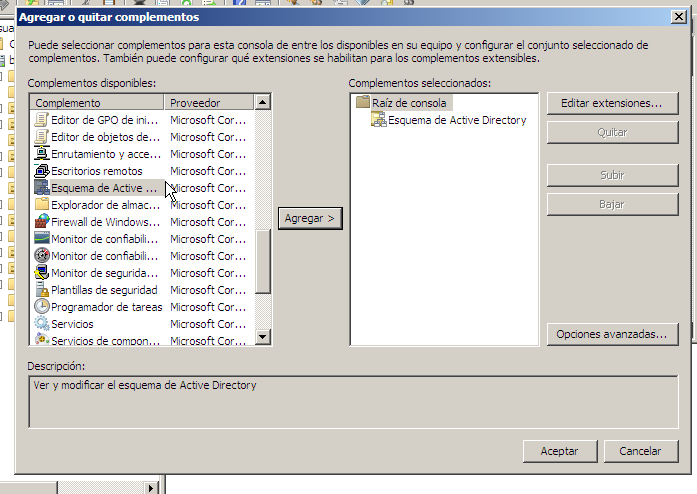 Agregar o quitar complementos
Puede seleccionar complementos para esta consola de entre los disponibles en su equipo y configurar el conjunto seleccionado de
complementos. También puede configurar qué extensiones se habilitan para los complementos extensibles.
Complementos disponibles:
Complemento Proveedor
Editor de GPO de ini... Microsoft Cor...
Editor de objetos de... Microsoft Cor...
Enrutamiento y acce... Microsoft Cor...
Escritorios remotos Microsoft Cor...
Esquema de Active ... Microsoft Cor...
Explorador de almac... Microsoft Cor...
Firewall de Windows... Microsoft Cor...
Monitor de confiabili... Microsoft Cor...
Monitor de confiabili... Microsoft Cor...
Monitor de segurida... Microsoft Cor...
Plantillas de seguridad Microsoft Cor...
Programador de tareas Microsoft Cor...
Servicios Microsoft Cor...
Servicios de compon... Microsoft Cor...
Agregar >
Complementos seleccionados:
Raíz de consola
Esquema de Active Directory
Editar extensiones...
Quitar
Subir
Bajar
Opciones avanzadas...
Descripción:
Ver y modificar el esquema de Active Directory
Aceptar Cancelar